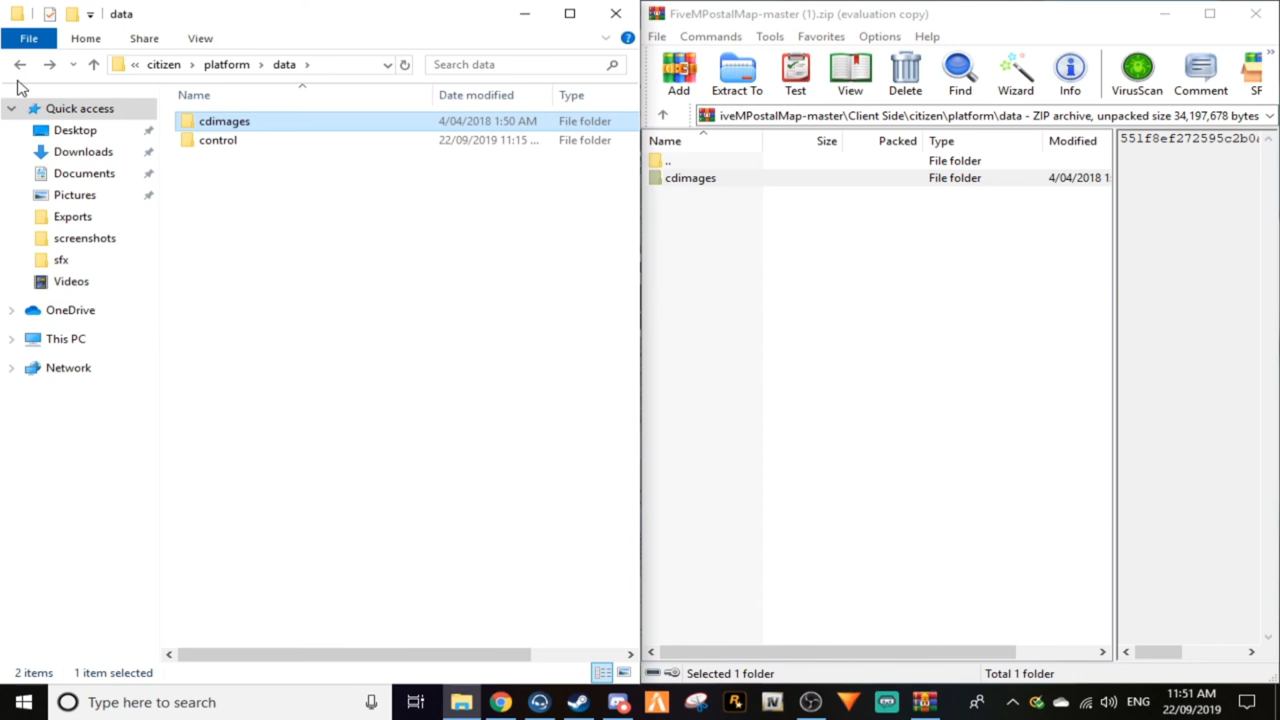 data
File Home Share View
« citizen › platform › data ›
Search data
Quick access
Desktop
Downloads
Documents
Pictures
Exports
screenshots
sfx
Videos
OneDrive
This PC
Network
Name Date modified Type
cdimages 4/04/2018 1:50 AM File folder
control 22/09/2019 11:15 ... File folder
2 items 1 item selected
FiveMPostalMap-master (1).zip (evaluation copy)
File Commands Tools Favorites Options Help
Add Extract To Test View Delete Find Wizard Info VirusScan Comment SF
iveMPostalMap-master\Client Side\citizen\platform\data - ZIP archive, unpacked size 34,197,678 bytes
Name Size Packed Type Modified
.. File folder
cdimages File folder 4/04/2018 1:
551f8ef272595c2b0
Selected 1 folder Total 1 folder
Type here to search
ENG
11:51 AM
22/09/2019